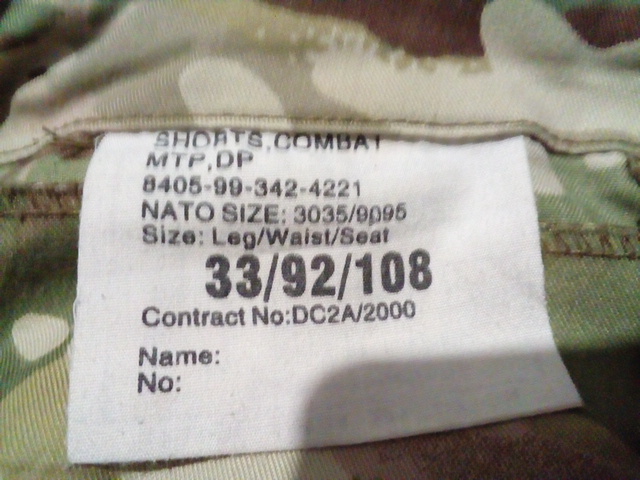 SHORTS,COMBAT
MTP,DP
8405-99-342-4221
NATO SIZE: 3035/9095
Size: Leg/Waist/Seat
33/92/108
Contract No:DC2A/2000
Name:
No: